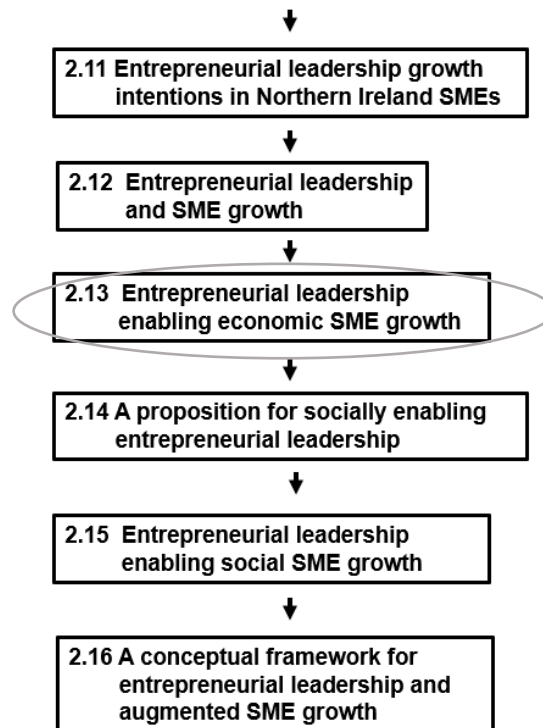 2.11 Entrepreneurial leadership growth
intentions in Northern Ireland SMEs
2.12 Entrepreneurial leadership
and SME growth
2.13 Entrepreneurial leadership
enabling economic SME growth
2.14 A proposition for socially enabling
entrepreneurial leadership
2.15 Entrepreneurial leadership
enabling social SME growth
2.16 A conceptual framework for
entrepreneurial leadership and
augmented SME growth